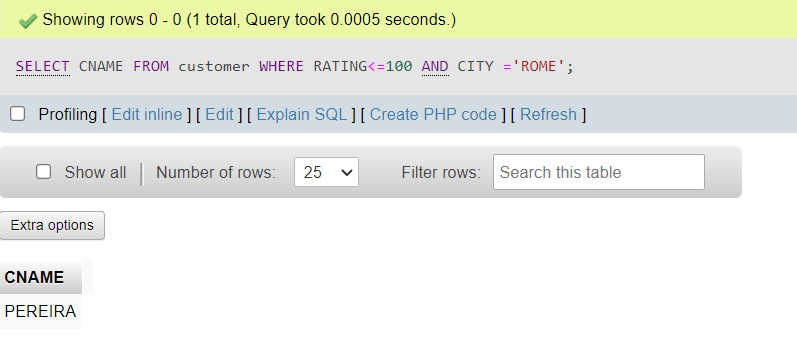 Showing rows 0 - 0 (1 total, Query took 0.0005 seconds.)
SELECT CNAME FROM customer WHERE RATING<=100 AND CITY ='ROME';
Profiling [ Edit inline ] [ Edit ] [ Explain SQL ] [ Create PHP code ] [ Refresh ]
Show all Number of rows: 25 Filter rows: Search this table
Extra options
CNAME
PEREIRA